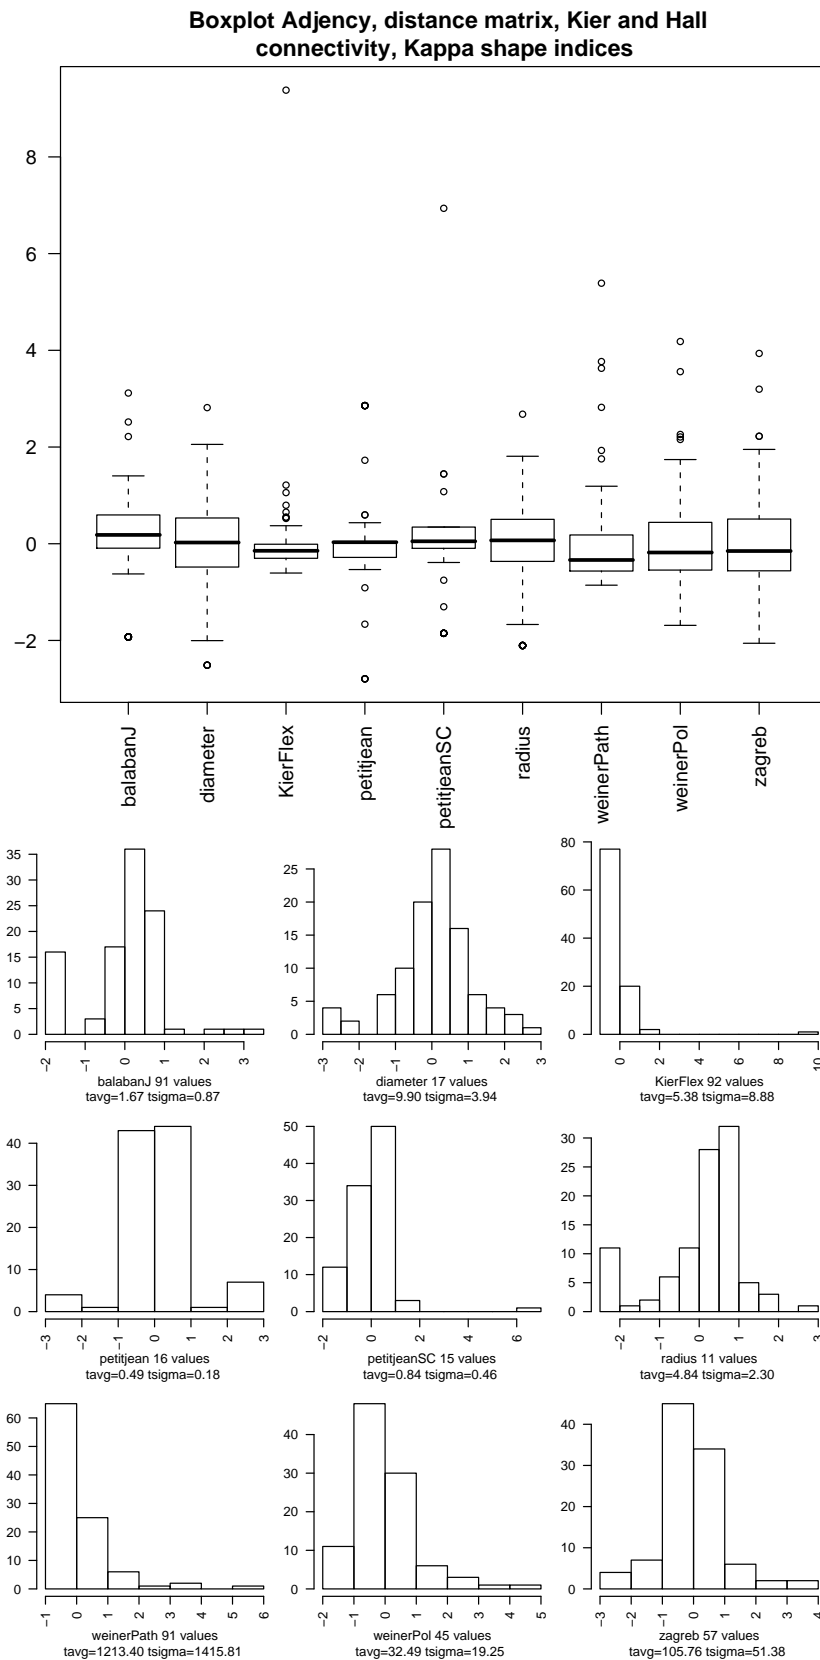 Boxplot Adjency, distance matrix, Kier and Hall
connectivity, Kappa shape indices
8
6
4
2
0
−2
balabanJ
diameter
KierFlex
petitjean
petitjeanSC
radius
weinerPath
weinerPol
zagreb
35
30
25
20
15
10
5
0
−2 −1 0 1 2 3
balabanJ 91 values
tavg=1.67 tsigma=0.87
25
20
15
10
5
0
−3 −2 −1 0 1 2 3
diameter 17 values
tavg=9.90 tsigma=3.94
80
60
40
20
0
0 2 4 6 8 10
KierFlex 92 values
tavg=5.38 tsigma=8.88
40
30
20
10
0
−3 −2 −1 0 1 2 3
petitjean 16 values
tavg=0.49 tsigma=0.18
50
40
30
20
10
0
−2 0 2 4 6
petitjeanSC 15 values
tavg=0.84 tsigma=0.46
30
25
20
15
10
5
0
−2 −1 0 1 2 3
radius 11 values
tavg=4.84 tsigma=2.30
60
50
40
30
20
10
0
−1 0 1 2 3 4 5 6
weinerPath 91 values
tavg=1213.40 tsigma=1415.81
40
30
20
10
0
−2 −1 0 1 2 3 4 5
weinerPol 45 values
tavg=32.49 tsigma=19.25
40
30
20
10
0
−3 −2 −1 0 1 2 3 4
zagreb 57 values
tavg=105.76 tsigma=51.38